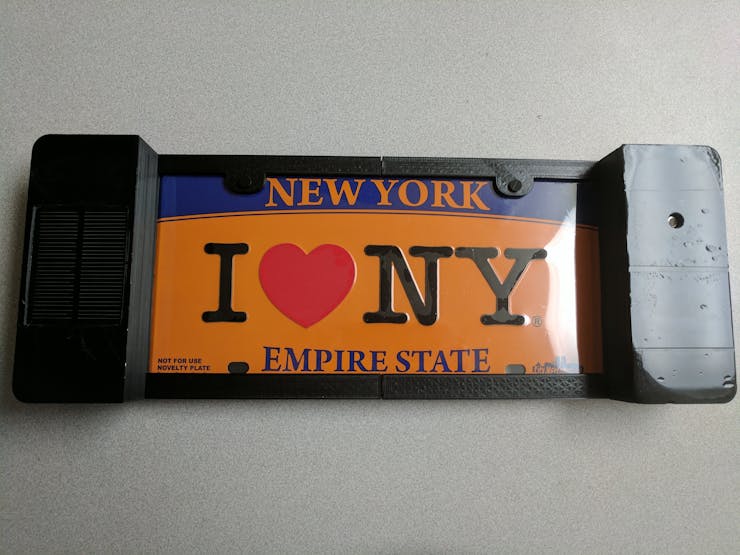 NEW YORK
I ❤ NY®
EMPIRE STATE
NOT FOR USE
NOVELTY PLATE